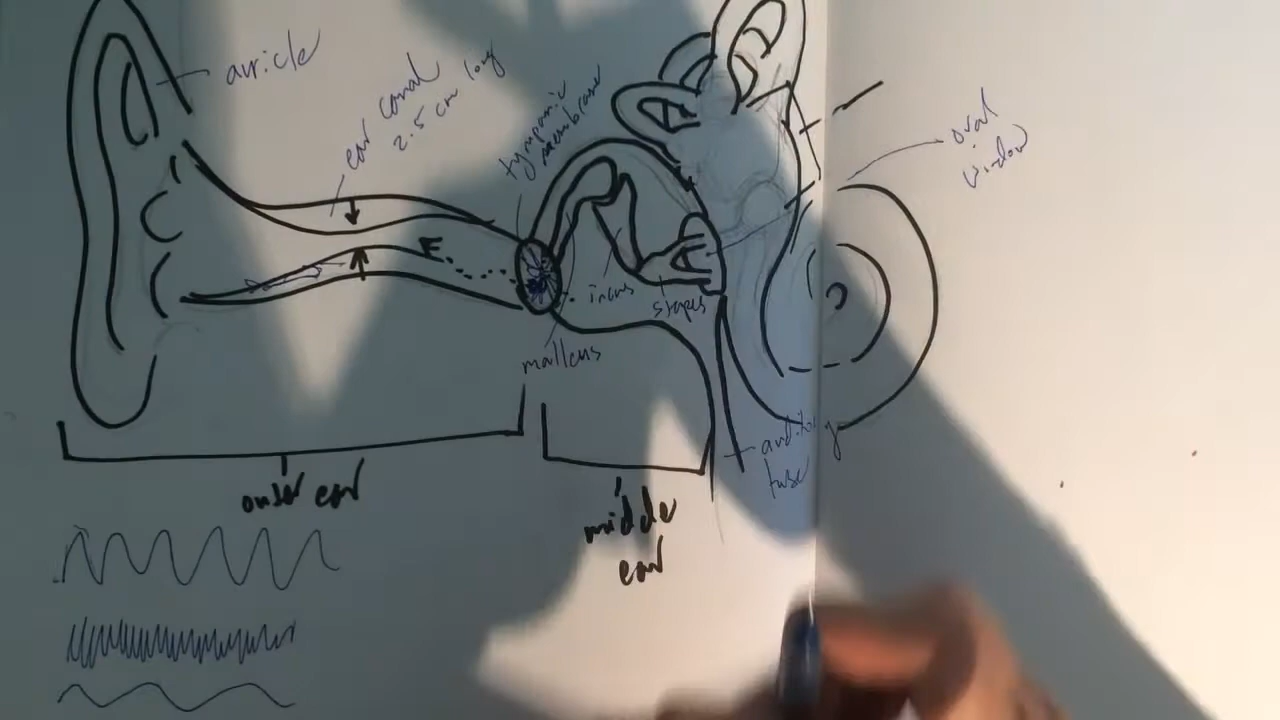 auricle
ear canal
2.5 cm long
tympanic
membrane
oval
window
incus
stapes
malleus
auditory
tube
outer ear
middle
ear